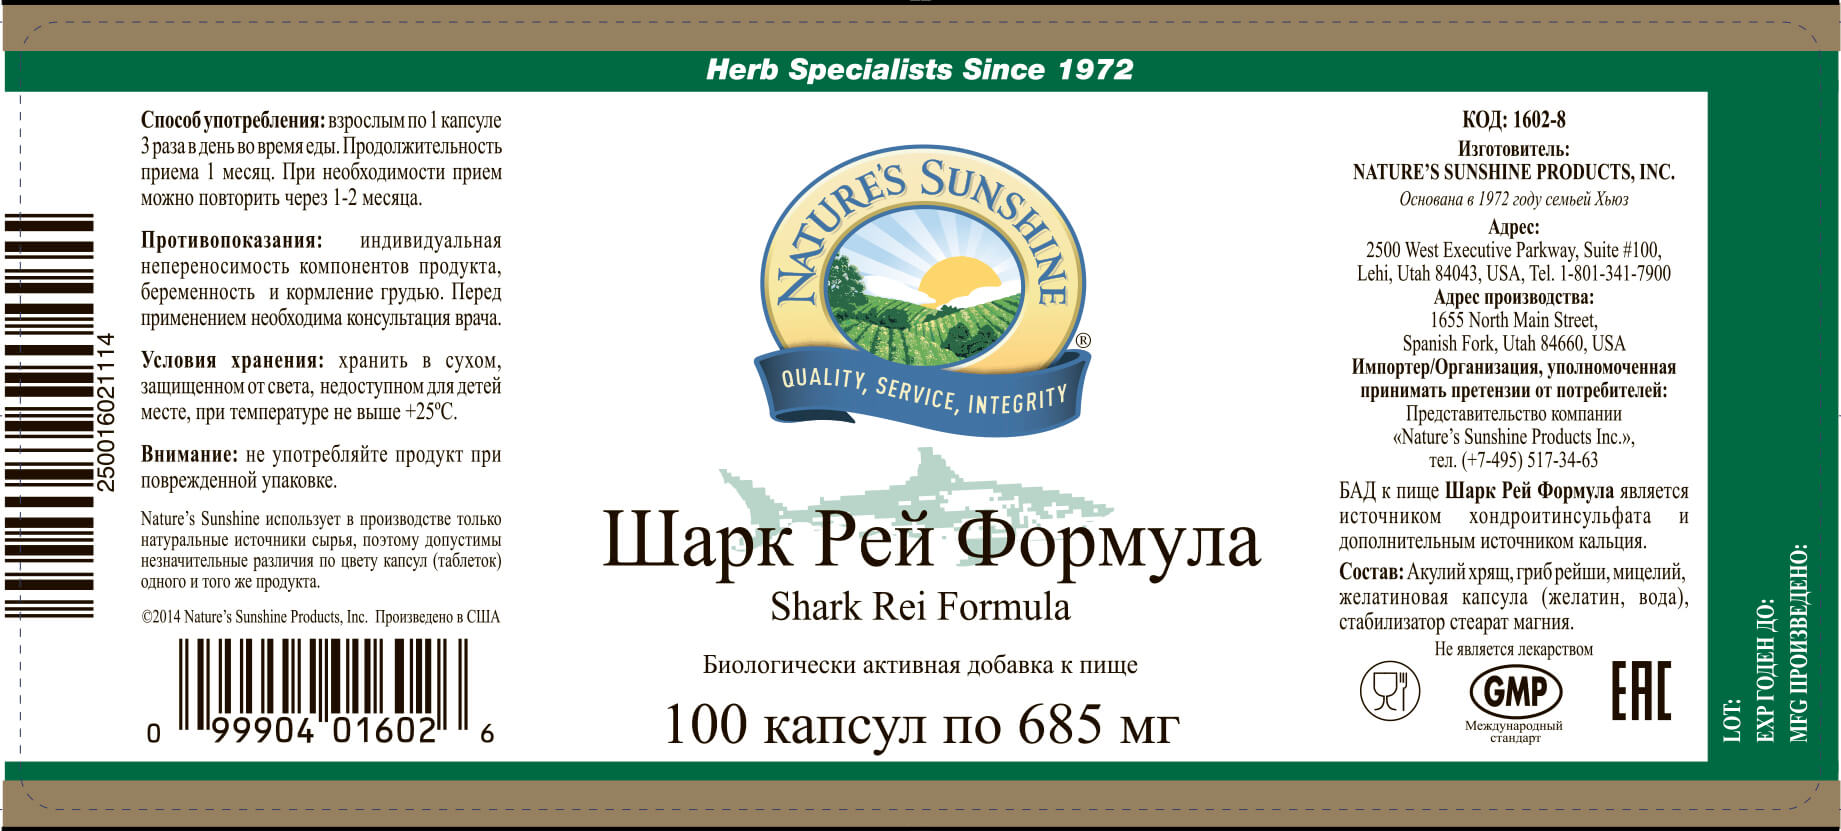 Herb Specialists Since 1972
Способ употребления: взрослым по 1 капсуле
3 раза в день во время еды. Продолжительность
приема 1 месяц. При необходимости прием
можно повторить через 1-2 месяца.
Противопоказания: индивидуальная
непереносимость компонентов продукта,
беременность и кормление грудью. Перед
применением необходима консультация врача.
Условия хранения: хранить в сухом,
защищенном от света, недоступном для детей
месте, при температуре не выше +25ºС.
Внимание: не употребляйте продукт при
поврежденной упаковке.
Nature’s Sunshine использует в производстве только
натуральные источники сырья, поэтому допустимы
незначительные различия по цвету капсул (таблеток)
одного и того же продукта.
©2014 Nature’s Sunshine Products, Inc. Произведено в США
0 99904 01602 6
250016021114
NATURE'S SUNSHINE
®
QUALITY, SERVICE, INTEGRITY
Шарк Рей Формула
Shark Rei Formula
Биологически активная добавка к пище
100 капсул по 685 мг
КОД: 1602-8
Изготовитель:
NATURE’S SUNSHINE PRODUCTS, INC.
Основана в 1972 году семьей Хьюз
Адрес:
2500 West Executive Parkway, Suite #100,
Lehi, Utah 84043, USA, Tel. 1-801-341-7900
Адрес производства:
1655 North Main Street,
Spanish Fork, Utah 84660, USA
Импортер/Организация, уполномоченная
принимать претензии от потребителей:
Представительство компании
«Nature’s Sunshine Products Inc.»,
тел. (+7-495) 517-34-63
БАД к пище Шарк Рей Формула является
источником хондроитинсульфата и
дополнительным источником кальция.
Состав: Акулий хрящ, гриб рейши, мицелий,
желатиновая капсула (желатин, вода),
стабилизатор стеарат магния.
Не является лекарством
GMP
Международный
стандарт
EAC
LOT:
EXP ГОДЕН ДО:
MFG ПРОИЗВЕДЕНО: